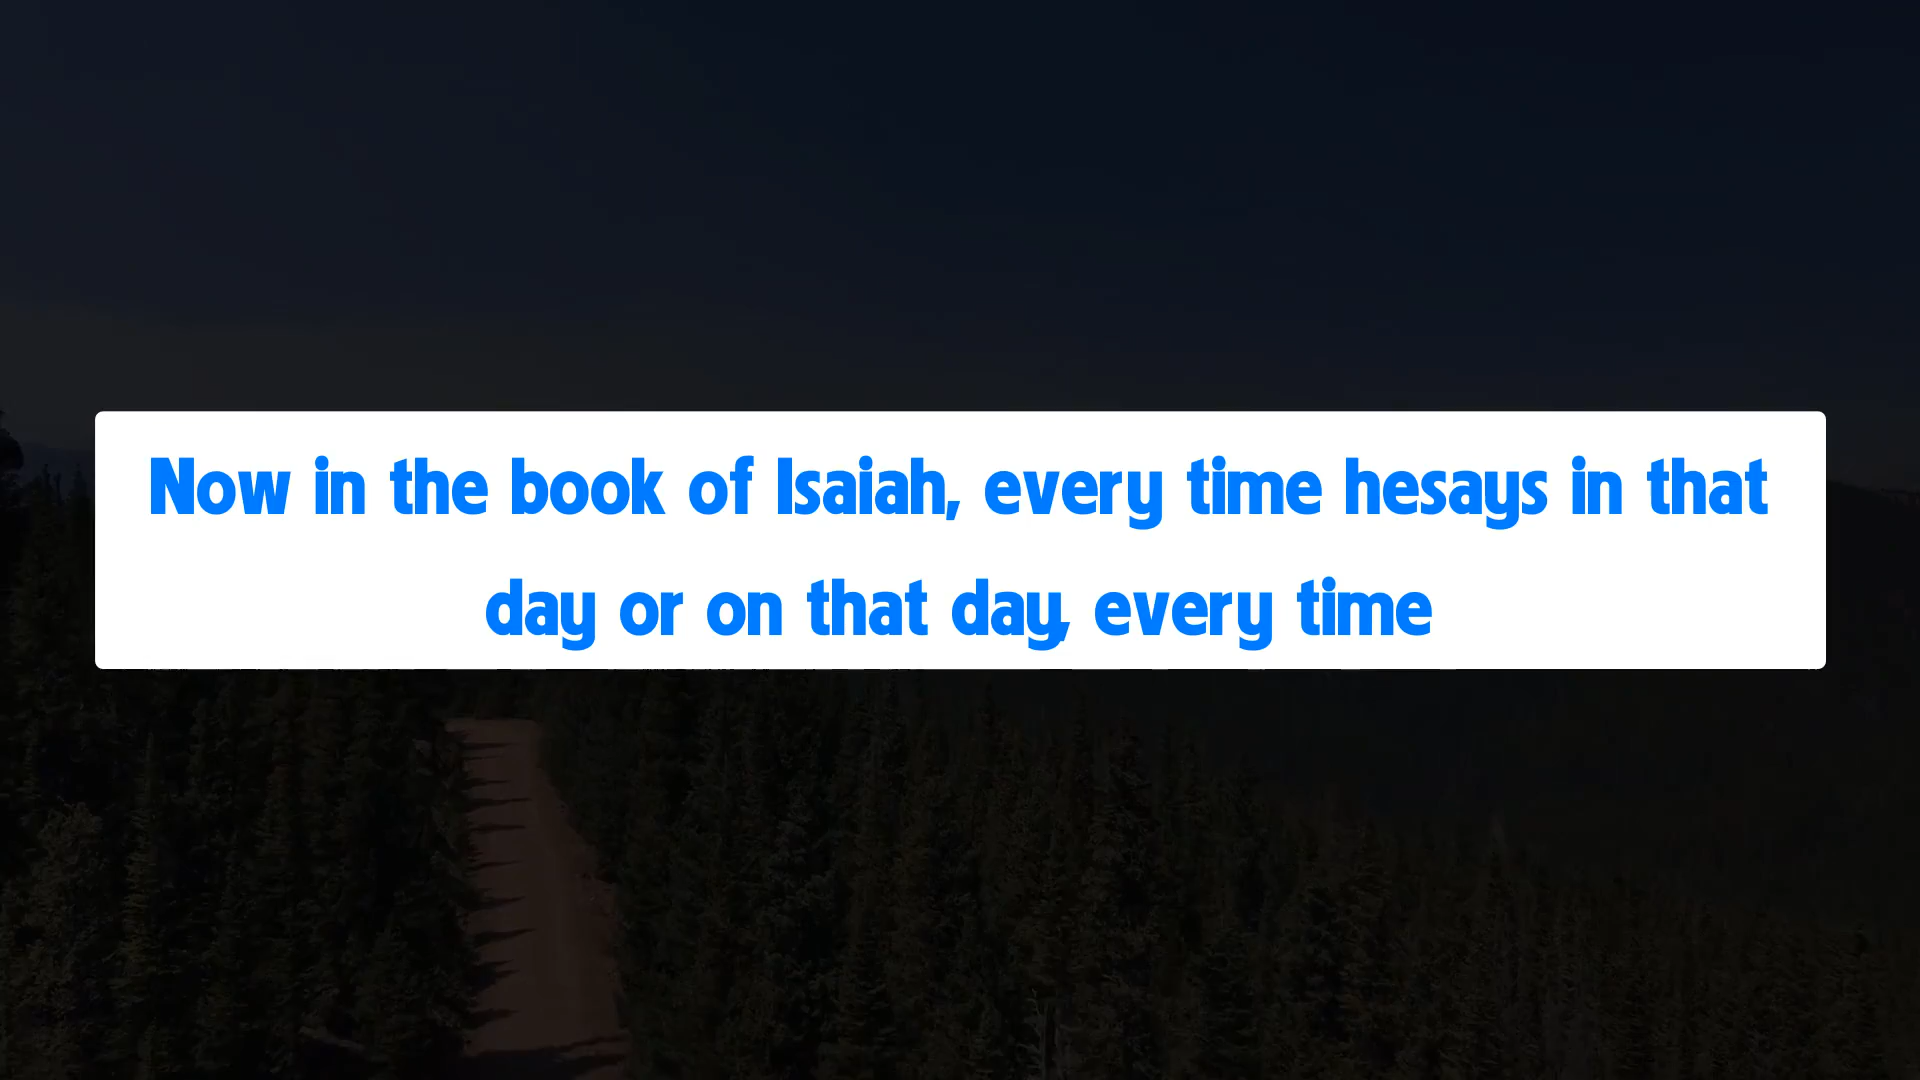 Now in the book of Isaiah, every time hesays in that
day or on that day, every time